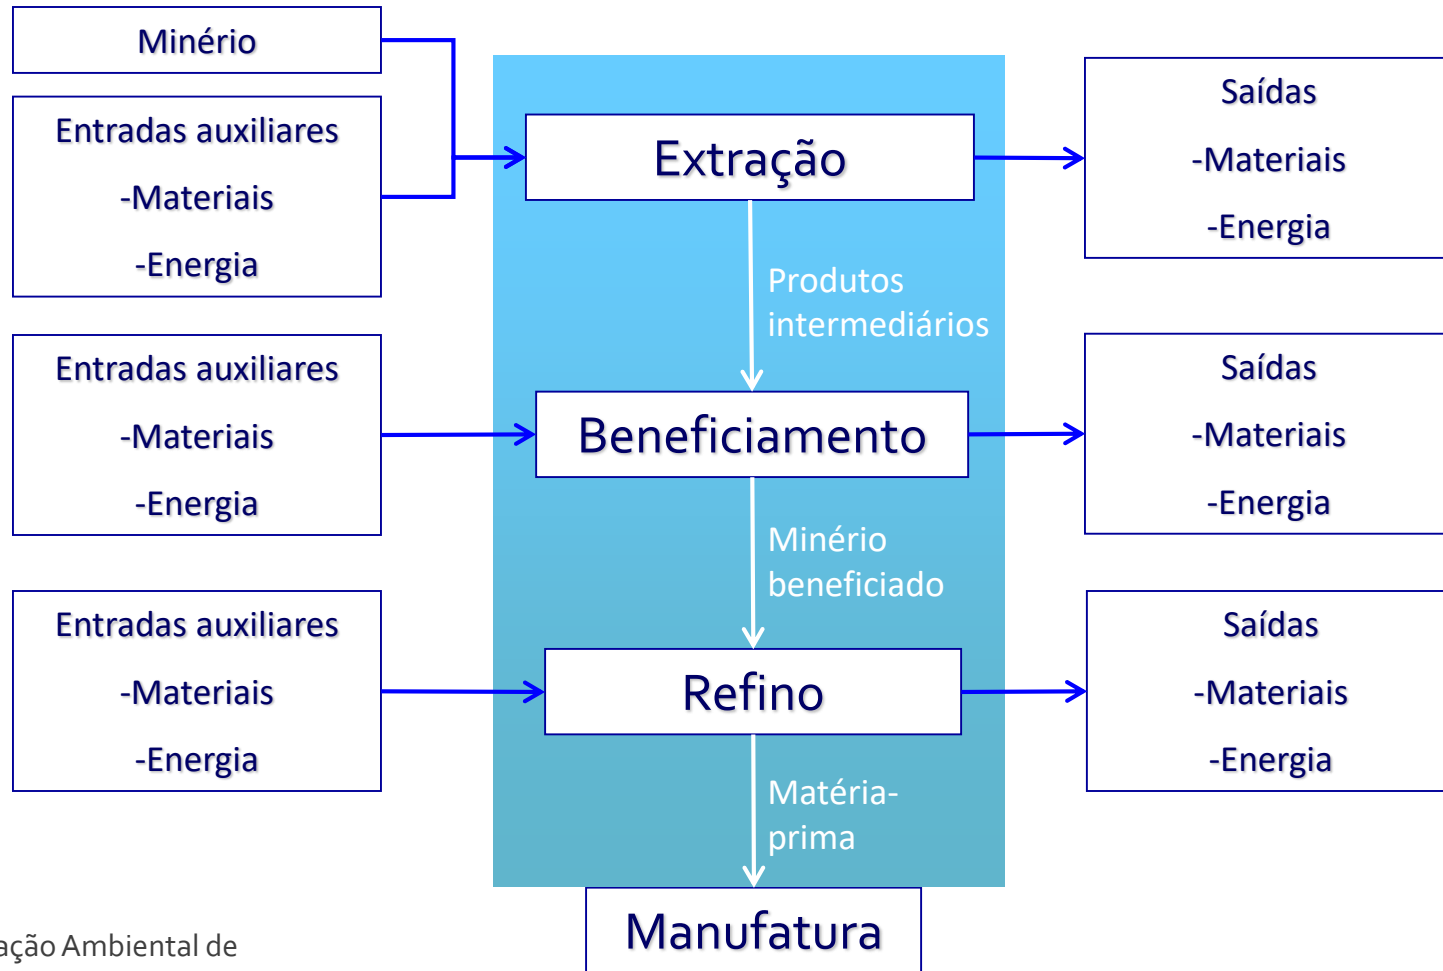 Minério
Entradas auxiliares
-Materiais
-Energia
Extração
Saídas
-Materiais
-Energia
Produtos
intermediários
Entradas auxiliares
-Materiais
-Energia
Beneficiamento
Saídas
-Materiais
-Energia
Minério
beneficiado
Entradas auxiliares
-Materiais
-Energia
Refino
Saídas
-Materiais
-Energia
Matéria-
prima
Manufatura
ação Ambiental de